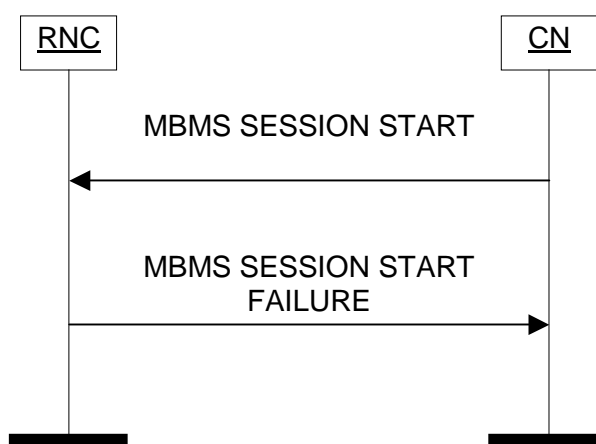 RNC
CN
MBMS SESSION START
MBMS SESSION START
FAILURE